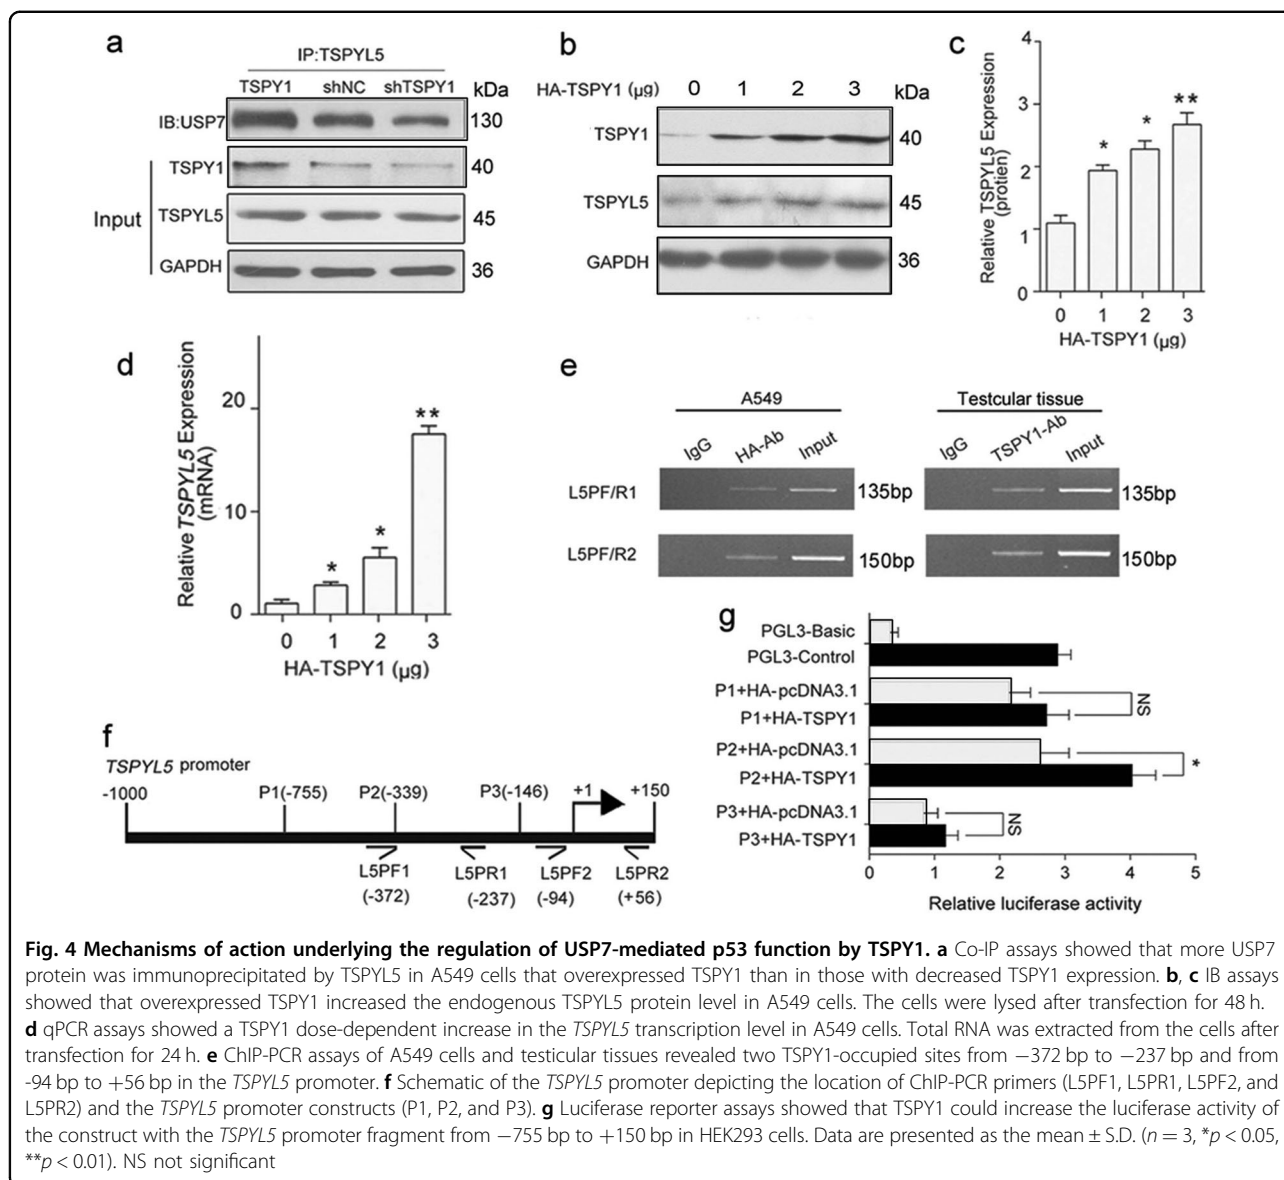 a
IP:TSPYL5
TSPY1 shNC shTSPY1 kDa
IB:USP7 130
TSPY1 40
Input
TSPYL5 45
GAPDH 36
b
HA-TSPY1 (µg) 0 1 2 3 kDa
TSPY1 40
TSPYL5 45
GAPDH 36
c
Relative TSPYL5 Expression
(protien)
4
3
2
1
0
* * **
0 1 2 3
HA-TSPY1 (µg)
d
Relative TSPYL5 Expression
(mRNA)
20
10
0
* * **
0 1 2 3
HA-TSPY1 (µg)
e
A549
IgG HA-Ab Input
Testcular tissue
IgG TSPY1-Ab Input
L5PF/R1 135bp 135bp
L5PF/R2 150bp 150bp
f
TSPYL5 promoter
-1000 P1(-755) P2(-339) P3(-146) +1 +150
L5PF1 L5PR1 L5PF2 L5PR2
(-372) (-237) (-94) (+56)
g
PGL3-Basic
PGL3-Control
P1+HA-pcDNA3.1
P1+HA-TSPY1
NS
P2+HA-pcDNA3.1
P2+HA-TSPY1
*
P3+HA-pcDNA3.1
P3+HA-TSPY1
NS
0 1 2 3 4 5
Relative luciferase activity
Fig. 4 Mechanisms of action underlying the regulation of USP7-mediated p53 function by TSPY1. a Co-IP assays showed that more USP7
protein was immunoprecipitated by TSPYL5 in A549 cells that overexpressed TSPY1 than in those with decreased TSPY1 expression. b, c IB assays
showed that overexpressed TSPY1 increased the endogenous TSPYL5 protein level in A549 cells. The cells were lysed after transfection for 48 h.
d qPCR assays showed a TSPY1 dose-dependent increase in the TSPYL5 transcription level in A549 cells. Total RNA was extracted from the cells after
transfection for 24 h. e ChIP-PCR assays of A549 cells and testicular tissues revealed two TSPY1-occupied sites from −372 bp to −237 bp and from
-94 bp to +56 bp in the TSPYL5 promoter. f Schematic of the TSPYL5 promoter depicting the location of ChIP-PCR primers (L5PF1, L5PR1, L5PF2, and
L5PR2) and the TSPYL5 promoter constructs (P1, P2, and P3). g Luciferase reporter assays showed that TSPY1 could increase the luciferase activity of
the construct with the TSPYL5 promoter fragment from −755 bp to +150 bp in HEK293 cells. Data are presented as the mean ± S.D. (n = 3, *p < 0.05,
**p < 0.01). NS not significant